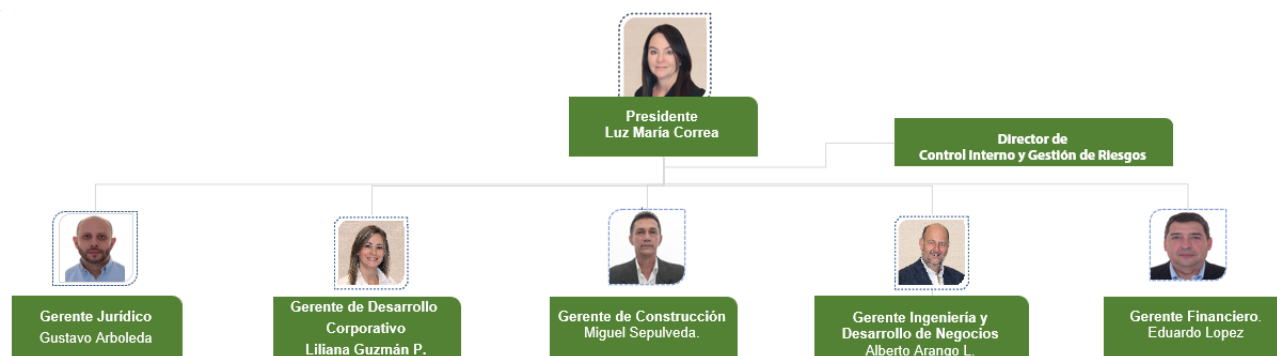 Presidente
Luz María Correa
Director de
Control Interno y Gestión de Riesgos
Gerente Jurídico
Gustavo Arboleda
Gerente de Desarrollo
Corporativo
Liliana Guzmán P.
Gerente de Construcción
Miguel Sepulveda.
Gerente Ingeniería y
Desarrollo de Negocios
Alberto Arango L.
Gerente Financiero.
Eduardo Lopez